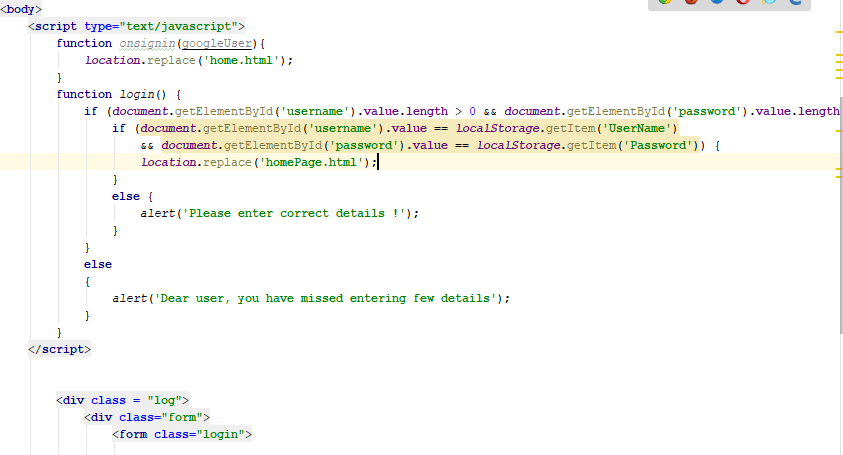 <body>
<script type="text/javascript">
function onsignin(googleUser){
location.replace('home.html');
}
function login() {
if (document.getElementById('username').value.length > 0 && document.getElementById('password').value.length
if (document.getElementById('username').value == localStorage.getItem('UserName')
&& document.getElementById('password').value == localStorage.getItem('Password')) {
location.replace('homePage.html');
}
else {
alert('Please enter correct details !');
}
}
else
{
alert('Dear user, you have missed entering few details');
}
}
</script>
<div class = "log">
<div class="form">
<form class="login">